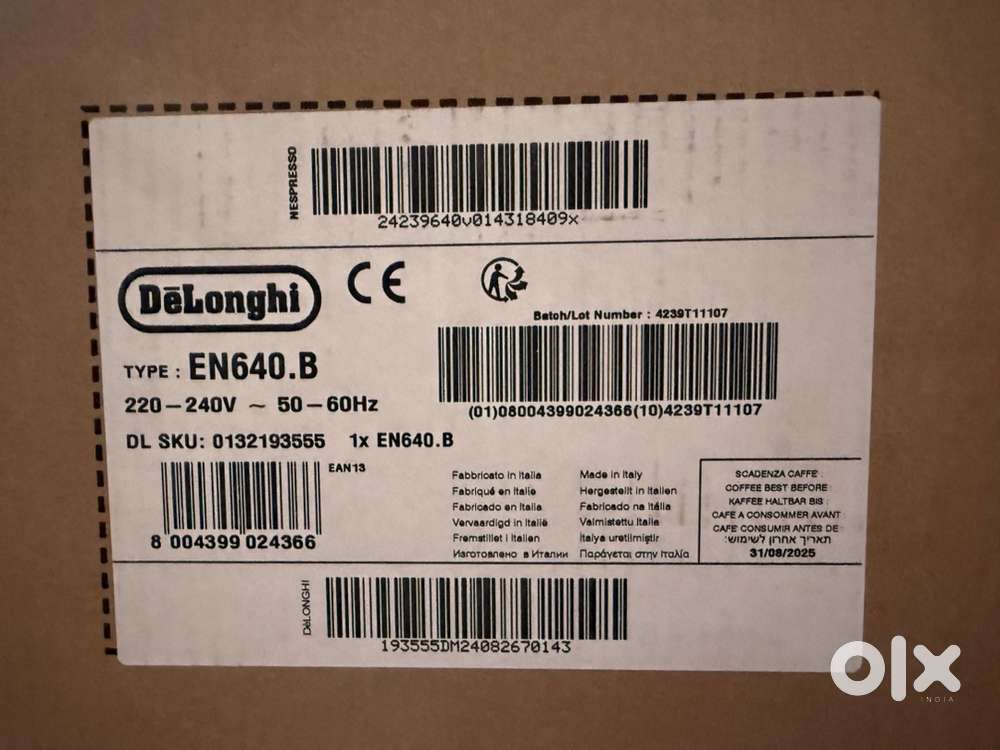 NESPRESSO
24239640v014318409x
DeLonghi
CE
Batch/Lot Number : 4239T11107
TYPE : EN640.B
(01)08004399024366(10)4239T11107
220–240V ~ 50–60Hz
DL SKU: 0132193555 1x EN640.B
EAN13
8 004399 024366
Fabbricato in Italia Made in Italy
Fabriqué en Italie Hergestellt in Italien
Fabricado en Italia Fabricado na Itália
Vervaardigd in Italië Valmistettu Italia
Fremstillet i Italien Italya uretilmiştir
Изготовлено в Италии Παράγεται στην Ιταλία
SCADENZA CAFFE :
COFFEE BEST BEFORE :
KAFFEE HALTBAR BIS :
CAFE A CONSOMMER AVANT :
CAFE CONSUMIR ANTES DE :
תאריך אחרון לשימוש:
31/08/2025
DeLONGHI
193555DM24082670143
olx
INDIA